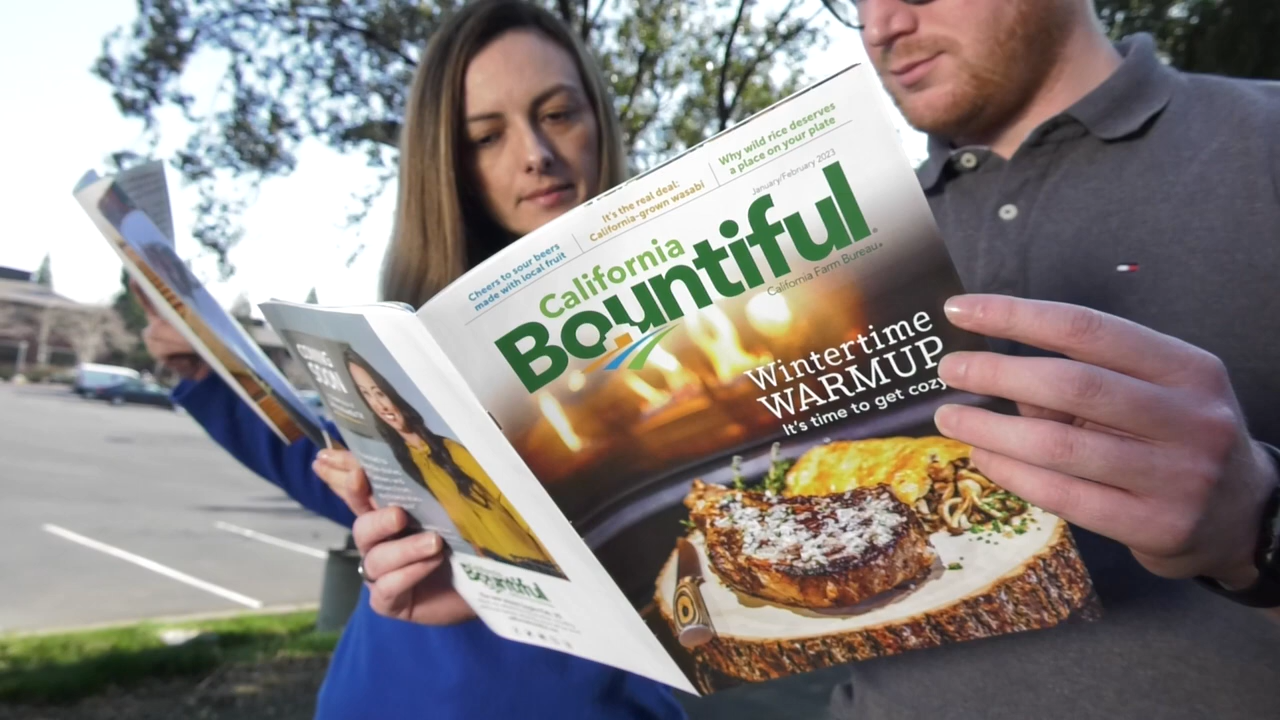 Cheers to sour beers
made with local fruit
It's the real deal:
California-grown wasabi
Why wild rice deserves
a place on your plate
January/February 2023
California
Bountiful®
California Farm Bureau®
Wintertime
WARMUP
It's time to get cozy
COMING
SOON
Bountiful